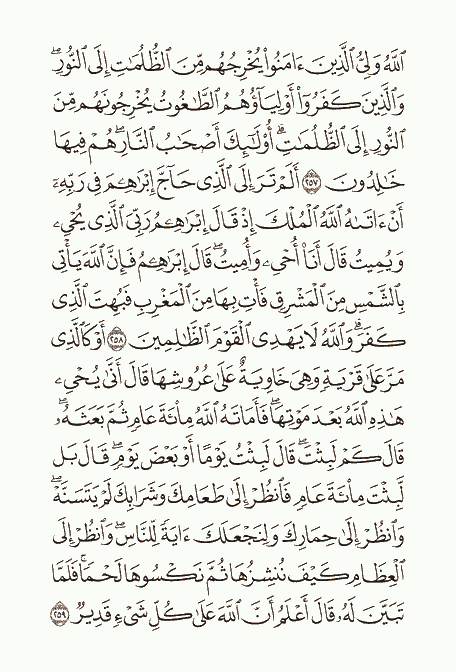 ٱللَّهُ وَلِيُّ ٱلَّذِينَ ءَامَنُوا۟ يُخْرِجُهُم مِّنَ ٱلظُّلُمَٰتِ إِلَى ٱلنُّورِ ۖ
وَٱلَّذِينَ كَفَرُوٓا۟ أَوْلِيَآؤُهُمُ ٱلطَّٰغُوتُ يُخْرِجُونَهُم مِّنَ
ٱلنُّورِ إِلَى ٱلظُّلُمَٰتِ ۗ أُو۟لَٰٓئِكَ أَصْحَٰبُ ٱلنَّارِ ۖ هُمْ فِيهَا
خَٰلِدُونَ ٢٥٧ أَلَمْ تَرَ إِلَى ٱلَّذِى حَآجَّ إِبْرَٰهِۦمَ فِى رَبِّهِۦٓ
أَنْ ءَاتَىٰهُ ٱللَّهُ ٱلْمُلْكَ إِذْ قَالَ إِبْرَٰهِۦمُ رَبِّىَ ٱلَّذِى يُحْىِۦ
وَيُمِيتُ قَالَ أَنَا۠ أُحْىِۦ وَأُمِيتُ ۖ قَالَ إِبْرَٰهِۦمُ فَإِنَّ ٱللَّهَ يَأْتِى
بِٱلشَّمْسِ مِنَ ٱلْمَشْرِقِ فَأْتِ بِهَا مِنَ ٱلْمَغْرِبِ فَبُهِتَ ٱلَّذِى
كَفَرَ ۗ وَٱللَّهُ لَا يَهْدِى ٱلْقَوْمَ ٱلظَّٰلِمِينَ ٢٥٨ أَوْ كَٱلَّذِى
مَرَّ عَلَىٰ قَرْيَةٍ وَهِىَ خَاوِيَةٌ عَلَىٰ عُرُوشِهَا قَالَ أَنَّىٰ يُحْىِۦ
هَٰذِهِ ٱللَّهُ بَعْدَ مَوْتِهَا ۖ فَأَمَاتَهُ ٱللَّهُ مِا۟ئَةَ عَامٍ ثُمَّ بَعَثَهُۥ ۖ
قَالَ كَمْ لَبِثْتَ ۖ قَالَ لَبِثْتُ يَوْمًا أَوْ بَعْضَ يَوْمٍ ۖ قَالَ بَل
لَّبِثْتَ مِا۟ئَةَ عَامٍ فَٱنظُرْ إِلَىٰ طَعَامِكَ وَشَرَابِكَ لَمْ يَتَسَنَّهْ ۖ
وَٱنظُرْ إِلَىٰ حِمَارِكَ وَلِنَجْعَلَكَ ءَايَةً لِّلنَّاسِ ۖ وَٱنظُرْ إِلَى
ٱلْعِظَامِ كَيْفَ نُنشِزُهَا ثُمَّ نَكْسُوهَا لَحْمًا ۚ فَلَمَّا
تَبَيَّنَ لَهُۥ قَالَ أَعْلَمُ أَنَّ ٱللَّهَ عَلَىٰ كُلِّ شَىْءٍ قَدِيرٌ ٢٥٩